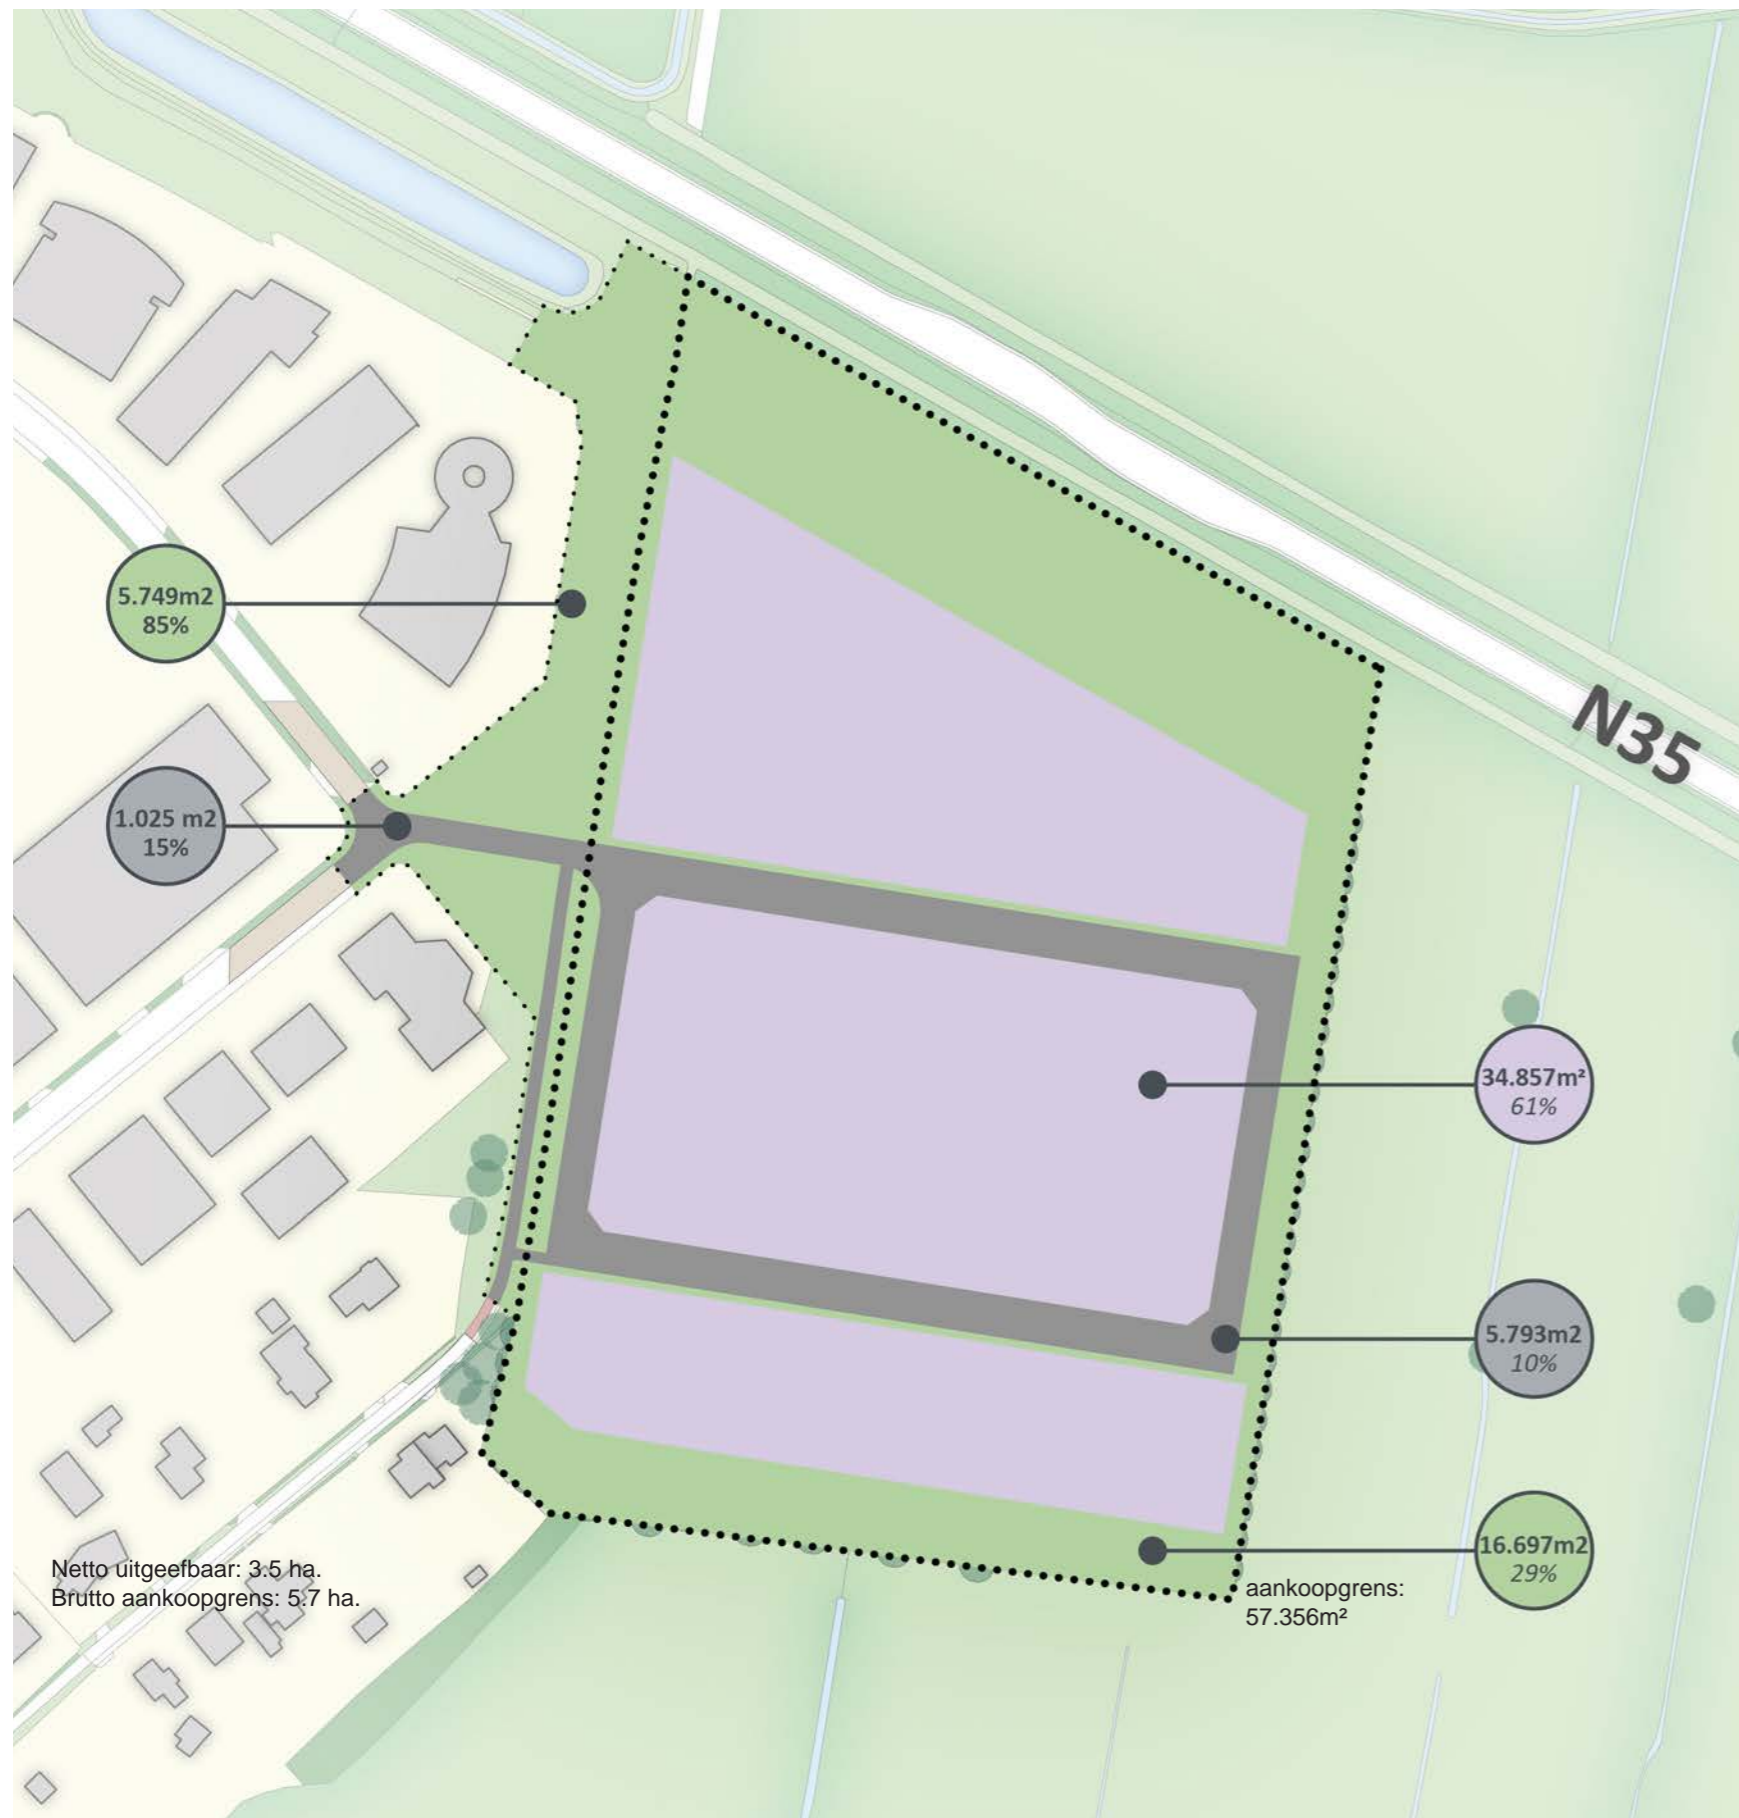 5.749m2
85%
N35
1.025 m2
15%
34.857m²
61%
5.793m2
10%
16.697m2
29%
Netto uitgeefbaar: 3.5 ha.
Brutto aankoopgrens: 5.7 ha.
aankoopgrens:
57.356m²